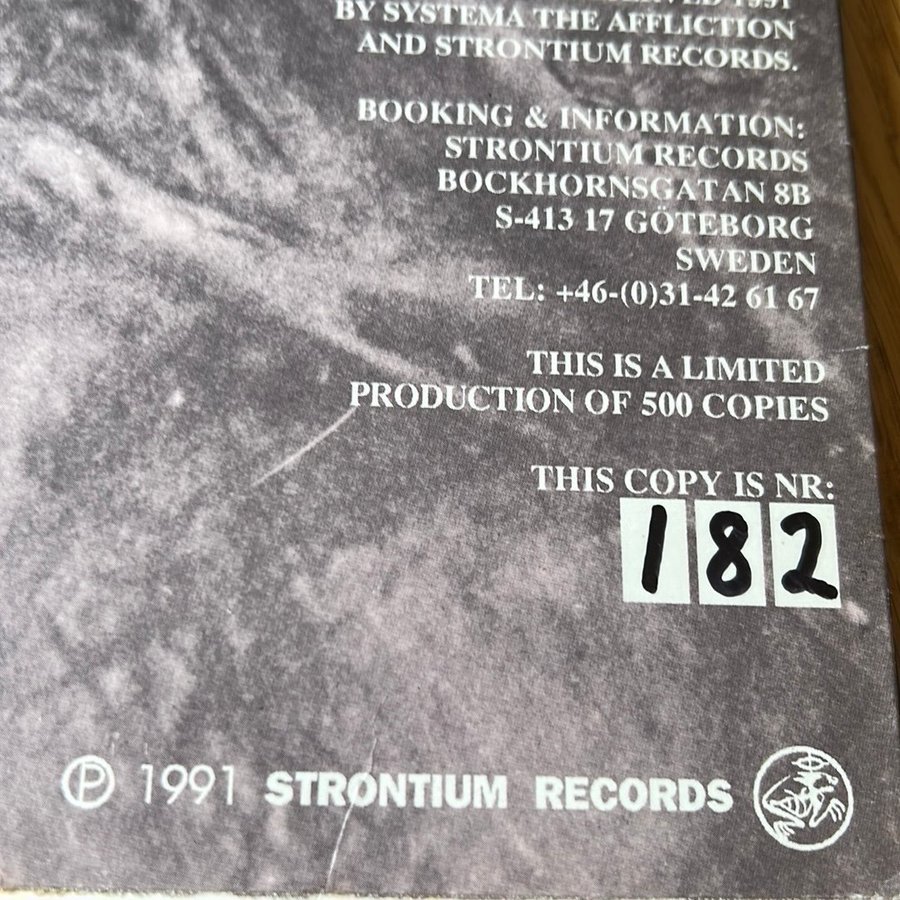 1991
BY SYSTEMA THE AFFLICTION
AND STRONTIUM RECORDS.
BOOKING & INFORMATION:
STRONTIUM RECORDS
BOCKHORNSGATAN 8B
S-413 17 GÖTEBORG
SWEDEN
TEL: +46-(0)31-42 61 67
THIS IS A LIMITED
PRODUCTION OF 500 COPIES
THIS COPY IS NR:
182
℗ 1991 STRONTIUM RECORDS